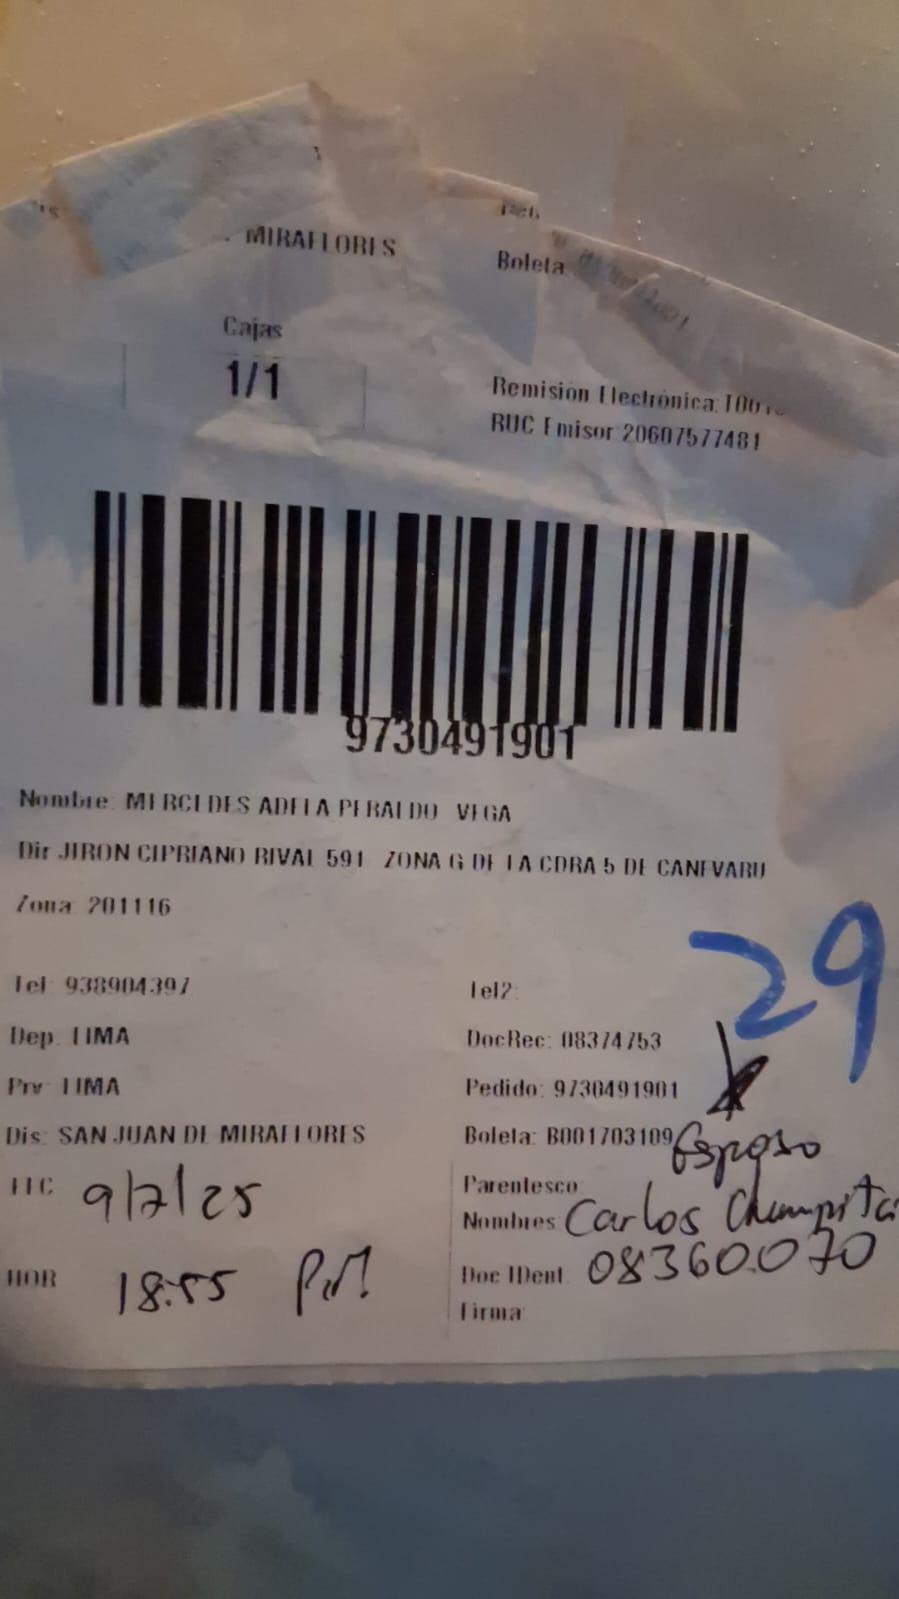 MIRAFLORES
Boleta
Cajas
1/1
Remisión Electrónica: T001
RUC Emisor: 20607577481
9730491901
Nombre: MERCEDES ADELA PERALDO VEGA
Dir JIRON CIPRIANO RIVAL 591 ZONA G DE LA CDRA 5 DE CANEVARO
Zona: 201116
29
Tel: 938904397
Tel2:
Dep: LIMA
DocRec: 08374753
Prv: LIMA
Pedido: 9730491901
Dis: SAN JUAN DE MIRAFLORES
Boleta: B001703109
Esposo
FEC 9/7/25
Parentesco:
Nombres: Carlos Chumpitaz
HOR 18:55 P.M
Doc IDent. 08360070
Firma: